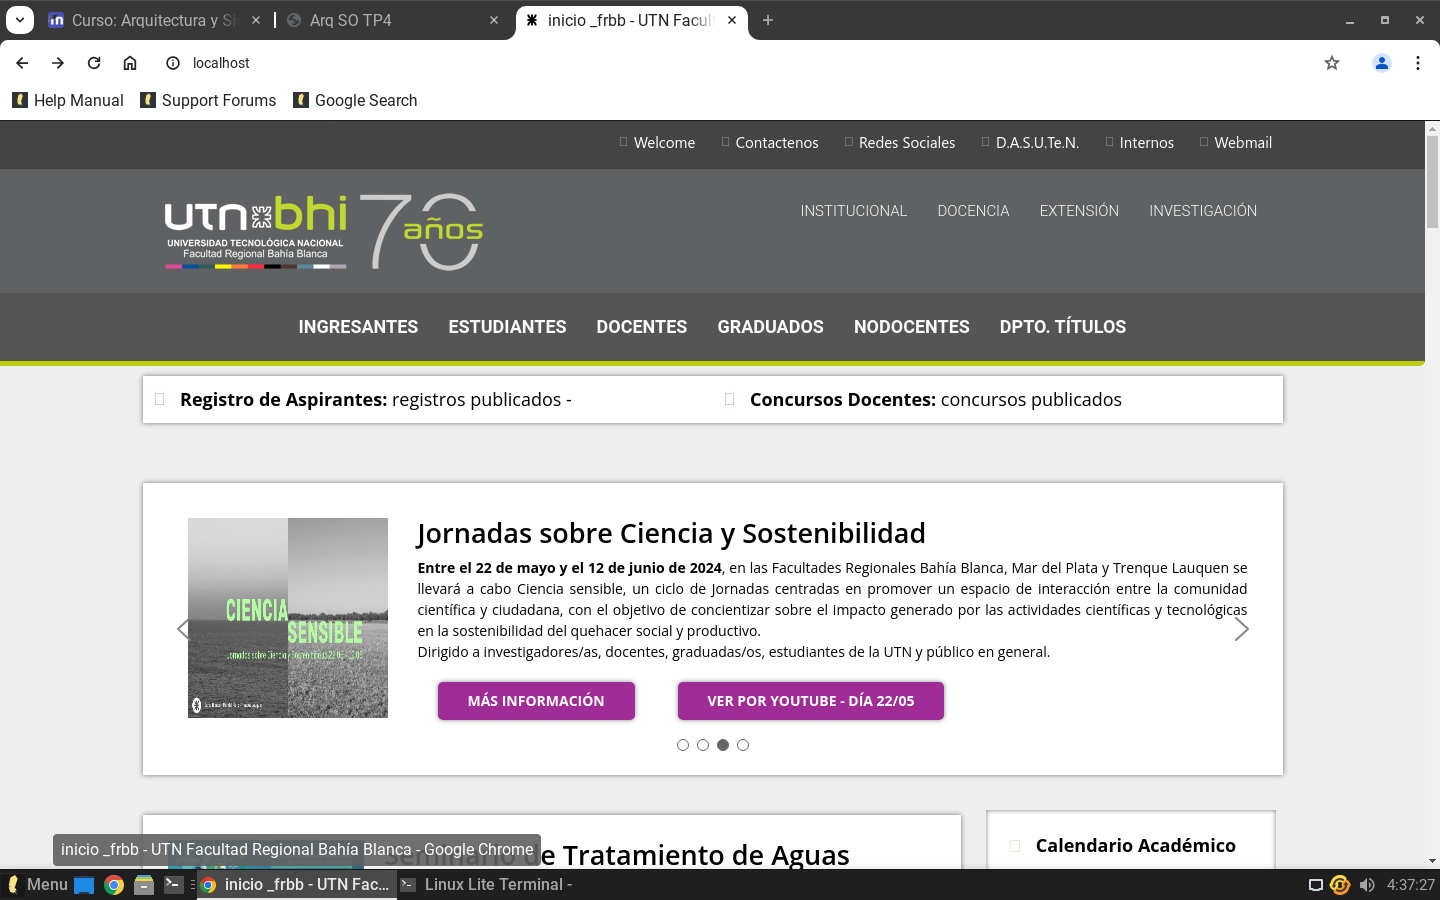 Curso: Arquitectura y Si
Arq SO TP4
inicio _frbb - UTN Facult
localhost
Help Manual
Support Forums
Google Search
Welcome
Contactenos
Redes Sociales
D.A.S.U.Te.N.
Internos
Webmail
utn bhi 70 años
UNIVERSIDAD TECNOLÓGICA NACIONAL
Facultad Regional Bahía Blanca
INSTITUCIONAL
DOCENCIA
EXTENSIÓN
INVESTIGACIÓN
INGRESANTES
ESTUDIANTES
DOCENTES
GRADUADOS
NODOCENTES
DPTO. TÍTULOS
Registro de Aspirantes: registros publicados -
Concursos Docentes: concursos publicados
CIENCIA
SENSIBLE
Jornadas sobre Ciencia y Sostenibilidad
Entre el 22 de mayo y el 12 de junio de 2024, en las Facultades Regionales Bahía Blanca, Mar del Plata y Trenque Lauquen se
llevará a cabo Ciencia sensible, un ciclo de Jornadas centradas en promover un espacio de interacción entre la comunidad
científica y ciudadana, con el objetivo de concientizar sobre el impacto generado por las actividades científicas y tecnológicas
en la sostenibilidad del quehacer social y productivo.
Dirigido a investigadores/as, docentes, graduadas/os, estudiantes de la UTN y público en general.
MÁS INFORMACIÓN
VER POR YOUTUBE - DÍA 22/05
Seminario de Tratamiento de Aguas
Calendario Académico
inicio _frbb - UTN Facultad Regional Bahía Blanca - Google Chrome
Menu
inicio _frbb - UTN Fac...
Linux Lite Terminal -
4:37:27